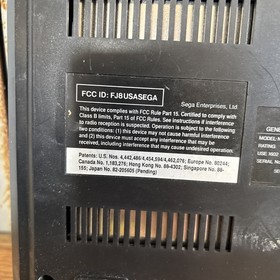 FCC ID: FJ8USASEGA
Sega Enterprises, Ltd.
This device complies with FCC Rule Part 15. Certified to comply with
Class B limits, Part 15 of FCC Rules. See instructions if interference
to radio reception is suspected. Operation is subject to the following
two conditions: (1) this device may not cause harmful interference
and (2) this device must accept any interference that may be
received, including interference that may cause undesired operation.
Patents: U.S. Nos. 4,442,486/4,454,594/4,462,076; Europe No. 80244;
Canada No. 1,183,276; Hong Kong No. 88-4302; Singapore No. 88-
155; Japan No. 82-205605 (Pending)
GENE
MODEL
SERIAL